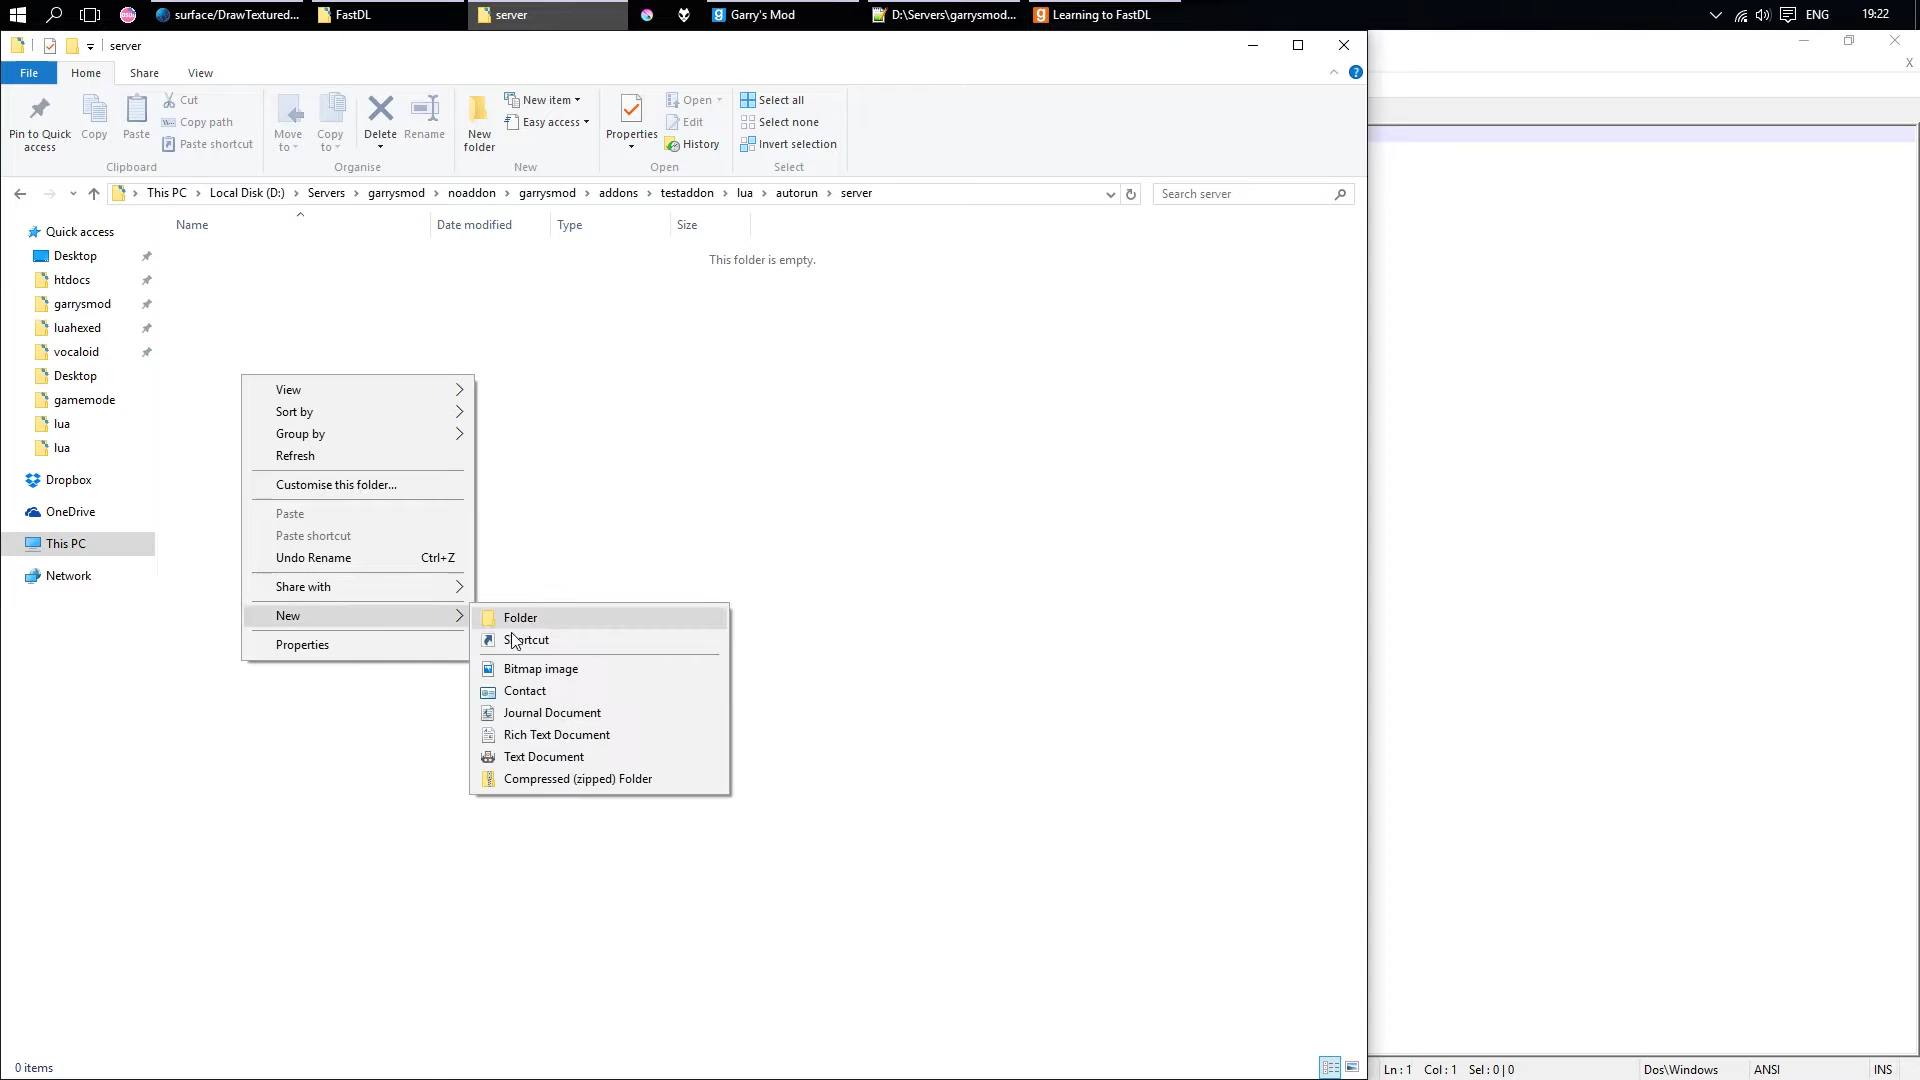 surface/DrawTextured... FastDL server Garry's Mod D:\Servers\garrysmod... Learning to FastDL ENG 19:22
server
File Home Share View
Pin to Quick access Copy Paste Cut Copy path Paste shortcut
Clipboard
Move to Copy to Delete Rename
Organise
New folder New item Easy access
New
Properties Open Edit History
Open
Select all Select none Invert selection
Select
This PC Local Disk (D:) Servers garrysmod noaddon garrysmod addons testaddon lua autorun server
Search server
Name Date modified Type Size
This folder is empty.
Quick access
Desktop
htdocs
garrysmod
luahexed
vocaloid
Desktop
gamemode
lua
lua
Dropbox
OneDrive
This PC
Network
View
Sort by
Group by
Refresh
Customise this folder...
Paste
Paste shortcut
Undo Rename Ctrl+Z
Share with
New
Properties
Folder
Shortcut
Bitmap image
Contact
Journal Document
Rich Text Document
Text Document
Compressed (zipped) Folder
0 items
Ln : 1 Col : 1 Sel : 0 | 0 Dos\Windows ANSI INS